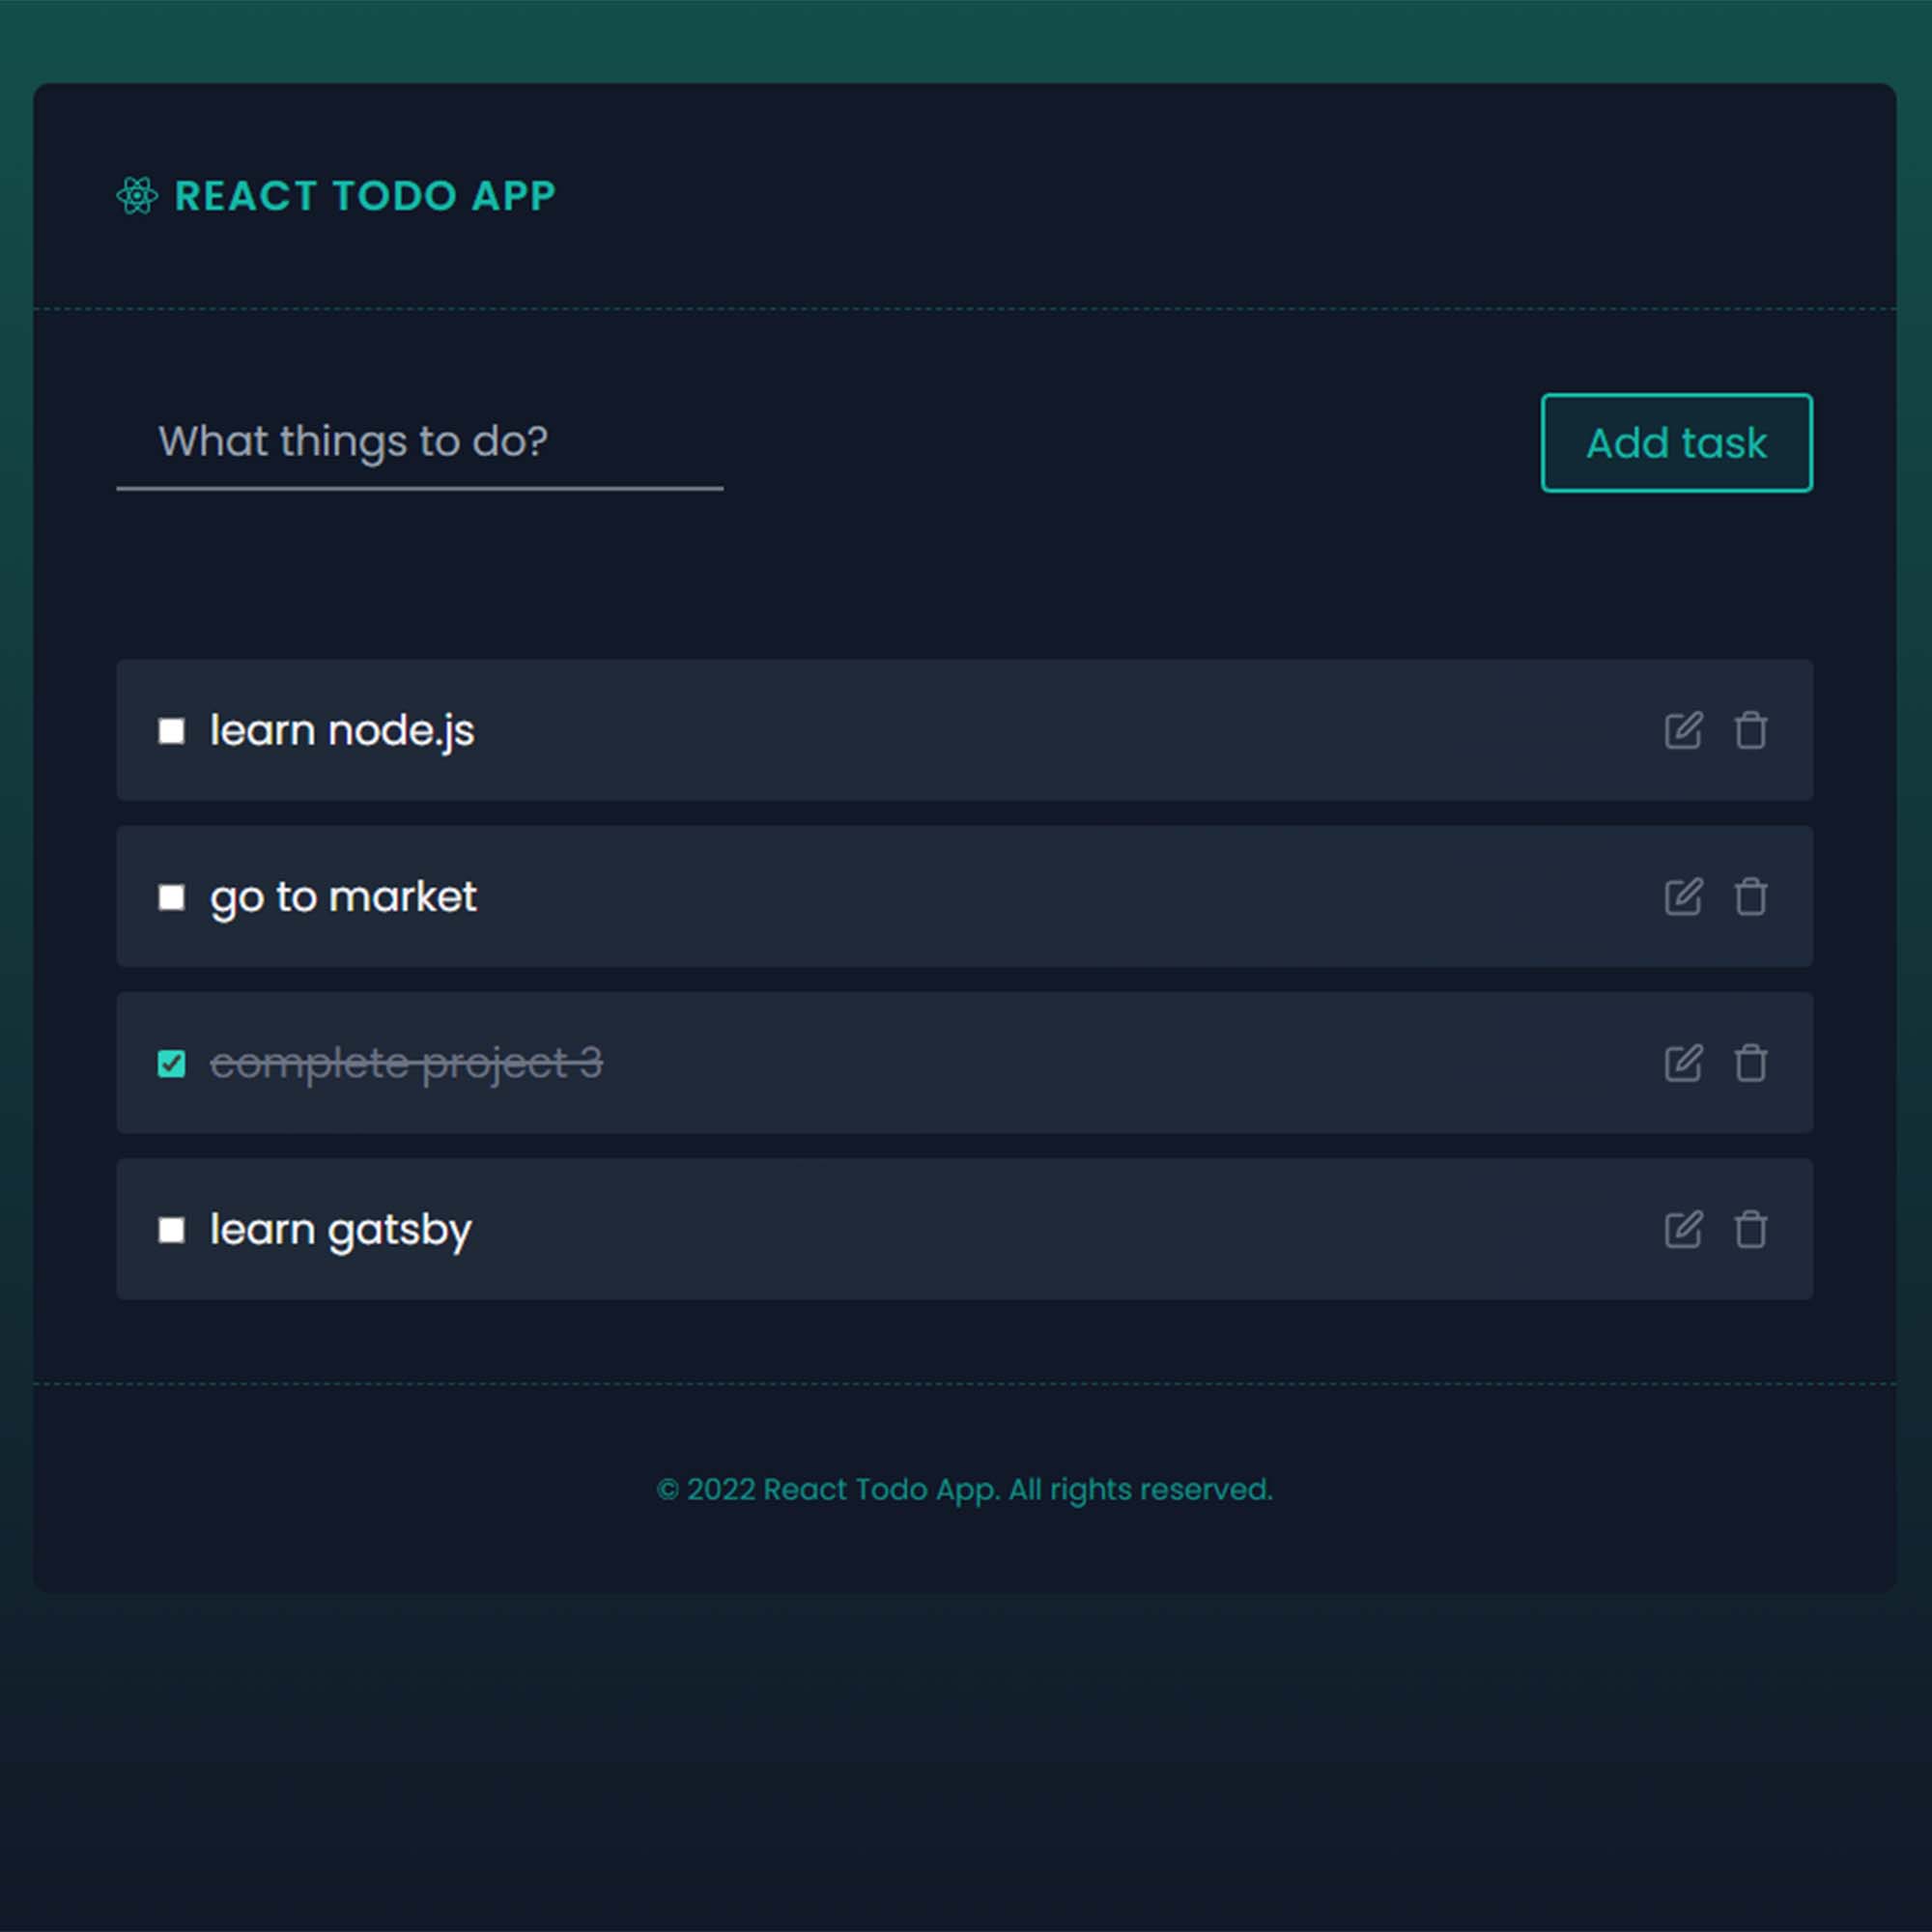 REACT TODO APP
What things to do?
Add task
learn node.js
go to market
complete project 3
learn gatsby
© 2022 React Todo App. All rights reserved.